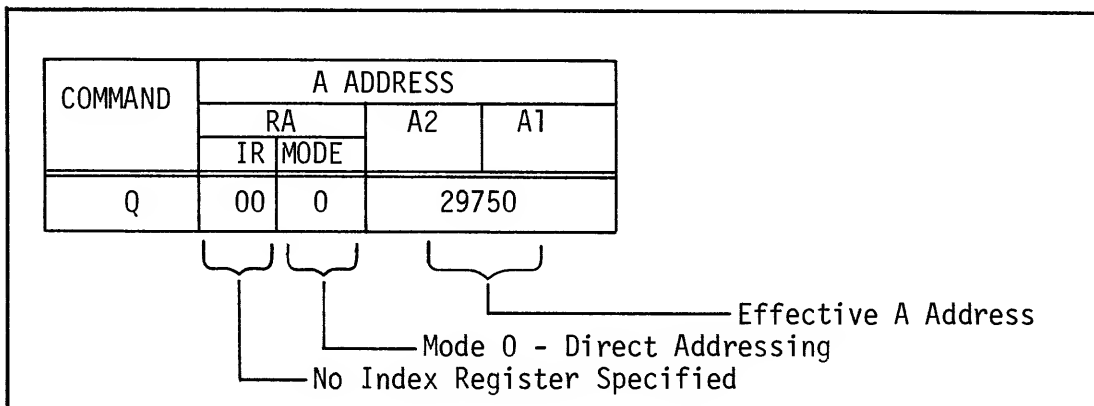 COMMAND
A ADDRESS
RA
A2
A1
IR
MODE
Q
00
0
29750
Effective A Address
Mode 0 - Direct Addressing
No Index Register Specified